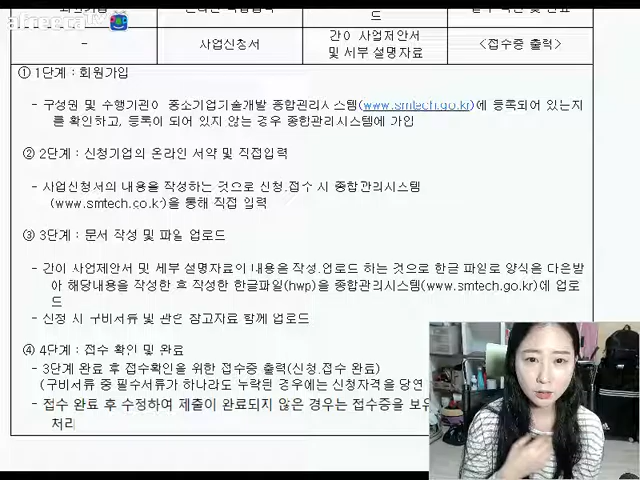 afreecaTV
-
사업신청서
간이 사업제안서
및 세부 설명자료
<접수증 출력>
① 1단계 : 회원가입
- 구성원 및 수행기관이 중소기업기술개발 종합관리시스템(www.smtech.go.kr)에 등록되어 있는지
를 확인하고, 등록이 되어 있지 않는 경우 종합관리시스템에 가입
② 2단계 : 신청기업의 온라인 서약 및 직접입력
- 사업신청서의 내용을 작성하는 것으로 신청.접수 시 종합관리시스템
(www.smtech.go.kr)을 통해 직접 입력
③ 3단계 : 문서 작성 및 파일 업로드
- 간이 사업제안서 및 세부 설명자료의 내용을 작성.업로드 하는 것으로 한글 파일로 양식을 다운받
아 해당내용을 작성한 후 작성한 한글파일(hwp)을 종합관리시스템(www.smtech.go.kr)에 업로
드
- 신청 시 구비서류 및 관련 참고자료 함께 업로드
④ 4단계 : 접수 확인 및 완료
- 3단계 완료 후 접수확인을 위한 접수증 출력(신청.접수 완료)
(구비서류 중 필수서류가 하나라도 누락된 경우에는 신청자격을 당연
- 접수 완료 후 수정하여 제출이 완료되지 않은 경우는 접수증을 보유
처리